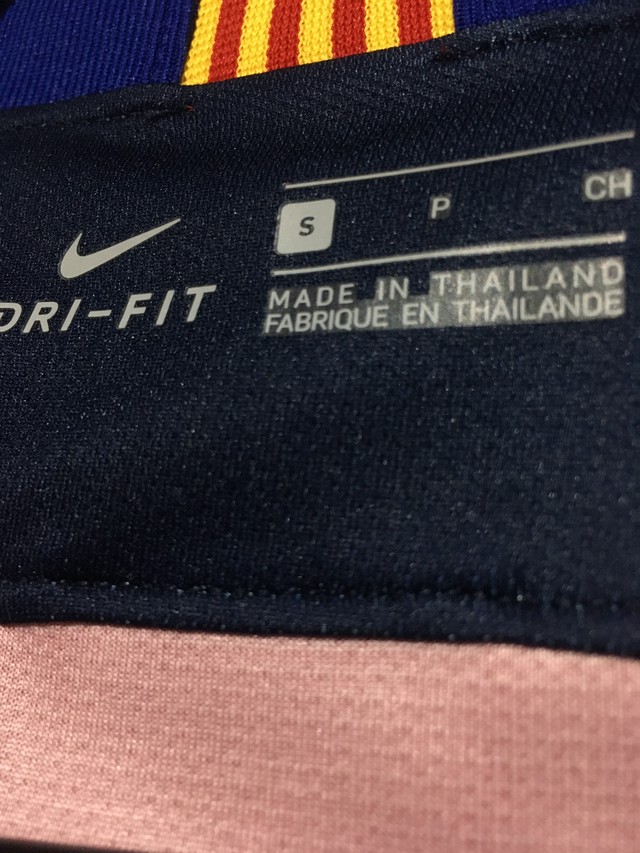 S P CH
DRI-FIT
MADE IN THAILAND
FABRIQUE EN THAILANDE